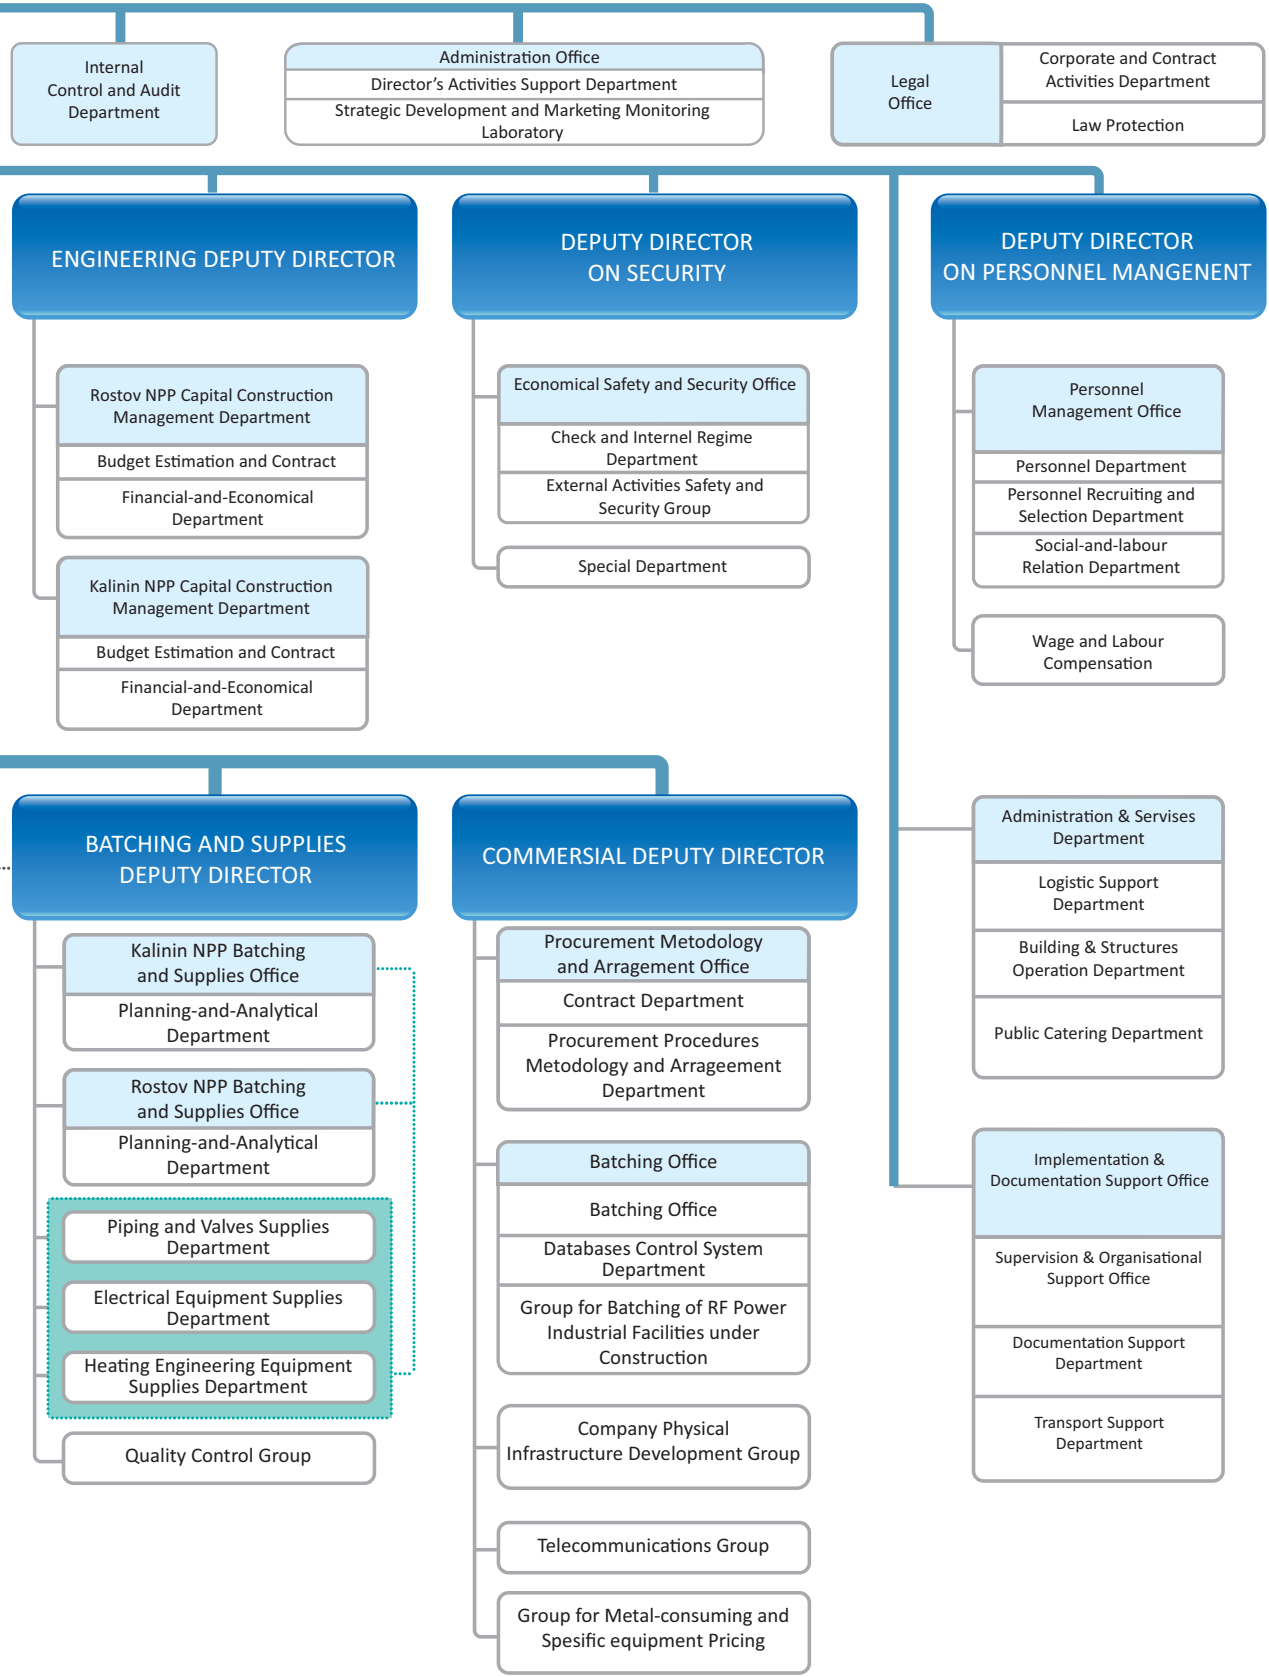 Internal
Control and Audit
Department
Administration Office
Director’s Activities Support Department
Strategic Development and Marketing Monitoring
Laboratory
Legal
Office
Corporate and Contract
Activities Department
Law Protection
ENGINEERING DEPUTY DIRECTOR
Rostov NPP Capital Construction
Management Department
Budget Estimation and Contract
Financial-and-Economical
Department
Kalinin NPP Capital Construction
Management Department
Budget Estimation and Contract
Financial-and-Economical
Department
DEPUTY DIRECTOR
ON SECURITY
Economical Safety and Security Office
Check and Internel Regime
Department
External Activities Safety and
Security Group
Special Department
DEPUTY DIRECTOR
ON PERSONNEL MANGENENT
Personnel
Management Office
Personnel Department
Personnel Recruiting and
Selection Department
Social-and-labour
Relation Department
Wage and Labour
Compensation
BATCHING AND SUPPLIES
DEPUTY DIRECTOR
Kalinin NPP Batching
and Supplies Office
Planning-and-Analytical
Department
Rostov NPP Batching
and Supplies Office
Planning-and-Analytical
Department
Piping and Valves Supplies
Department
Electrical Equipment Supplies
Department
Heating Engineering Equipment
Supplies Department
Quality Control Group
COMMERSIAL DEPUTY DIRECTOR
Procurement Metodology
and Arragement Office
Contract Department
Procurement Procedures
Metodology and Arrageement
Department
Batching Office
Batching Office
Databases Control System
Department
Group for Batching of RF Power
Industrial Facilities under
Construction
Company Physical
Infrastructure Development Group
Telecommunications Group
Group for Metal-consuming and
Spesific equipment Pricing
Administration & Servises
Department
Logistic Support
Department
Building & Structures
Operation Department
Public Catering Department
Implementation &
Documentation Support Office
Supervision & Organisational
Support Office
Documentation Support
Department
Transport Support
Department